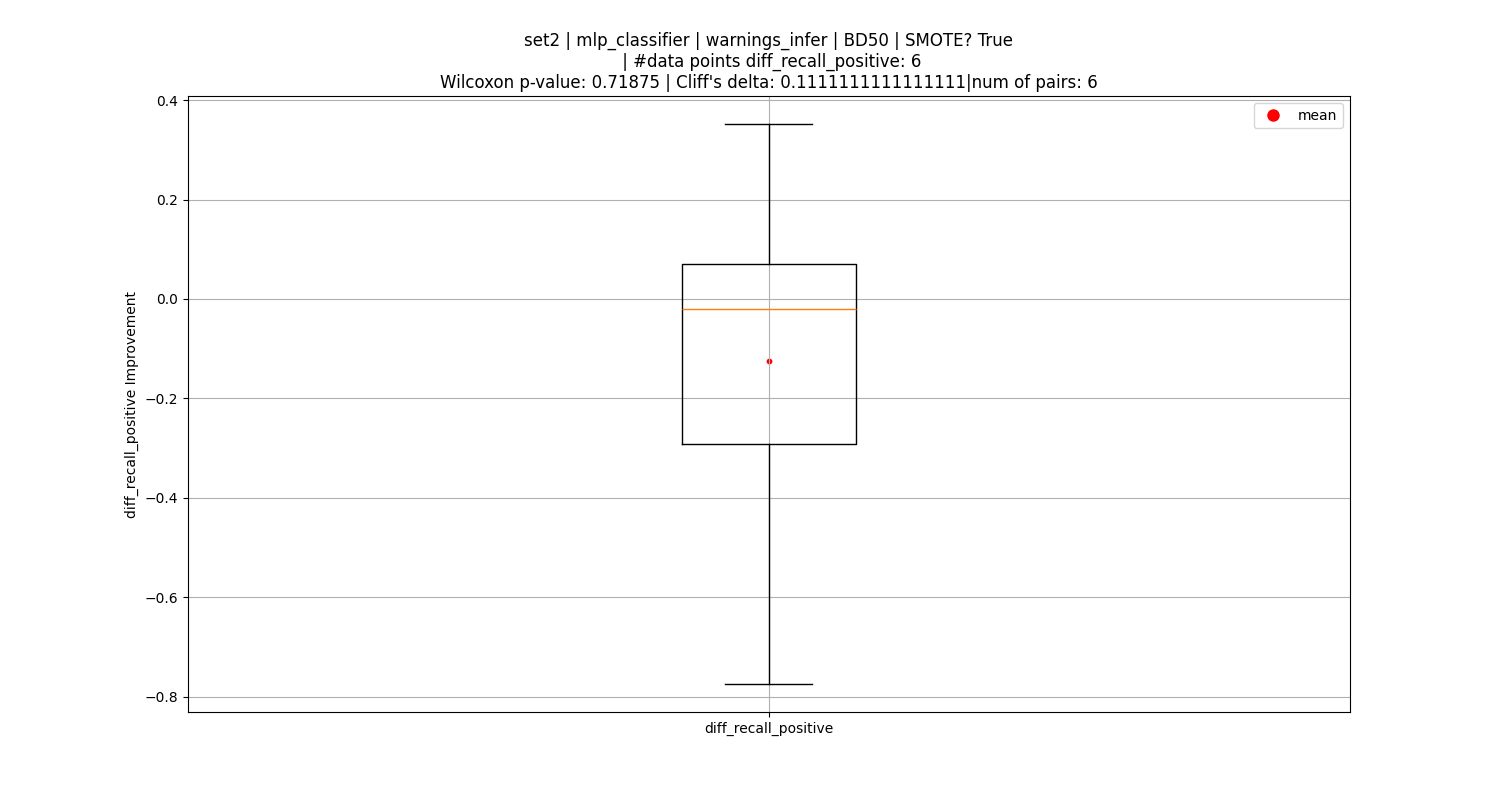 set2 | mlp_classifier | warnings_infer | BD50 | SMOTE? True
| #data points diff_recall_positive: 6
Wilcoxon p-value: 0.71875 | Cliff's delta: 0.1111111111111111|num of pairs: 6
mean
0.4
0.2
0.0
−0.2
−0.4
−0.6
−0.8
diff_recall_positive Improvement
diff_recall_positive